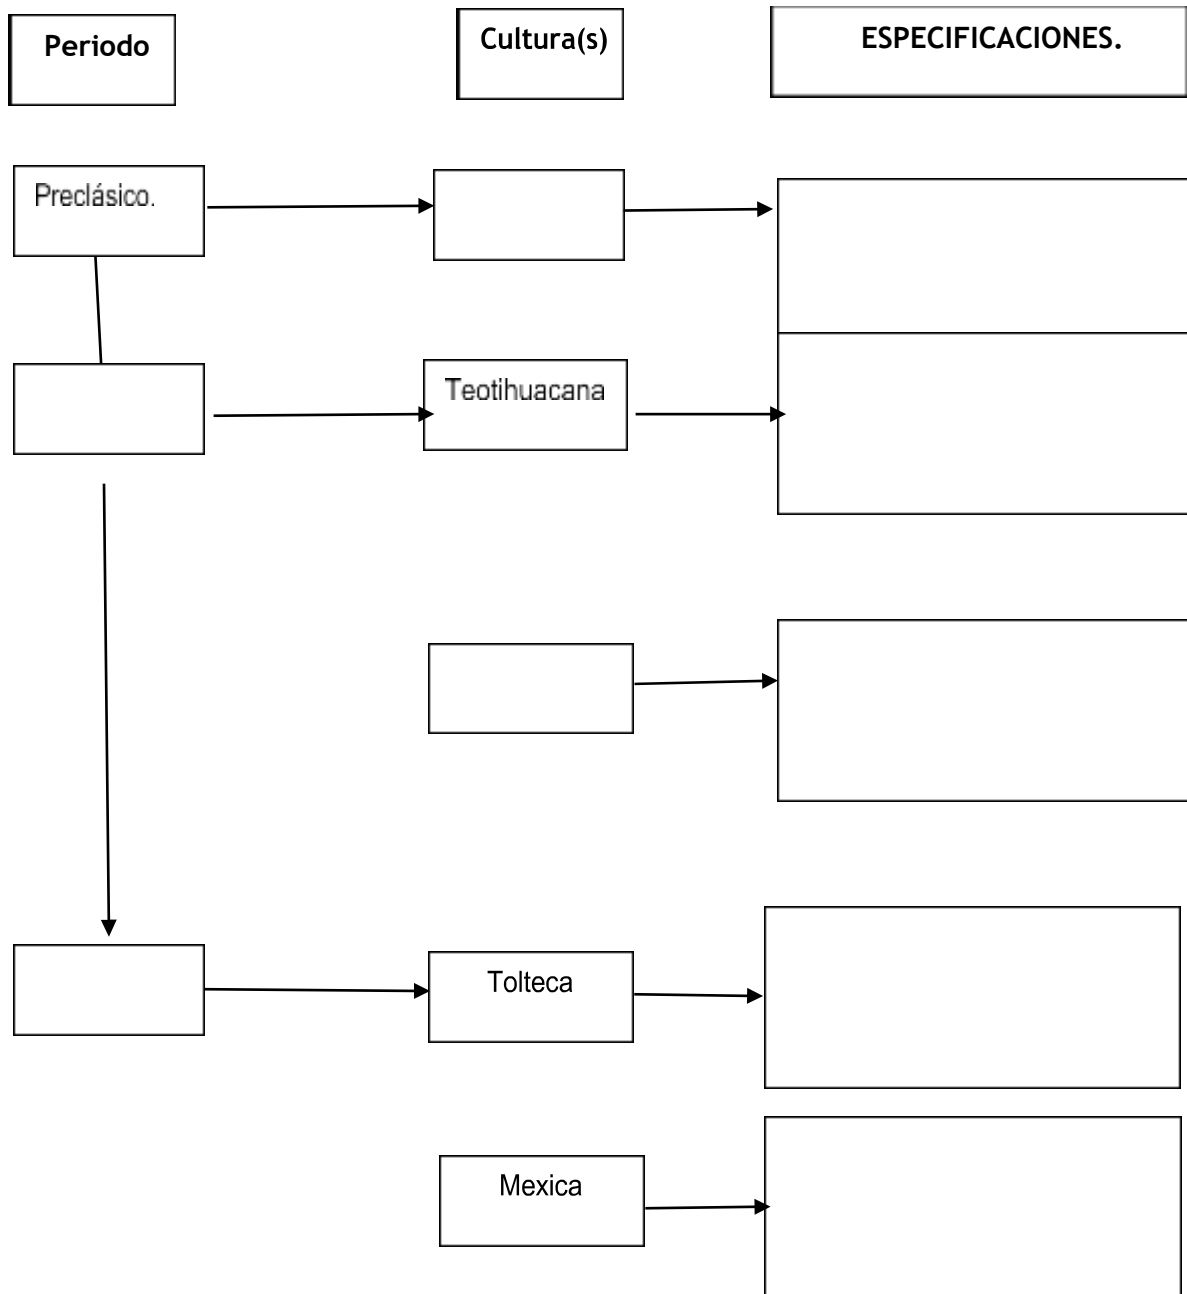 Periodo
Cultura(s)
ESPECIFICACIONES.
Preclásico.
Teotihuacana
Tolteca
Mexica